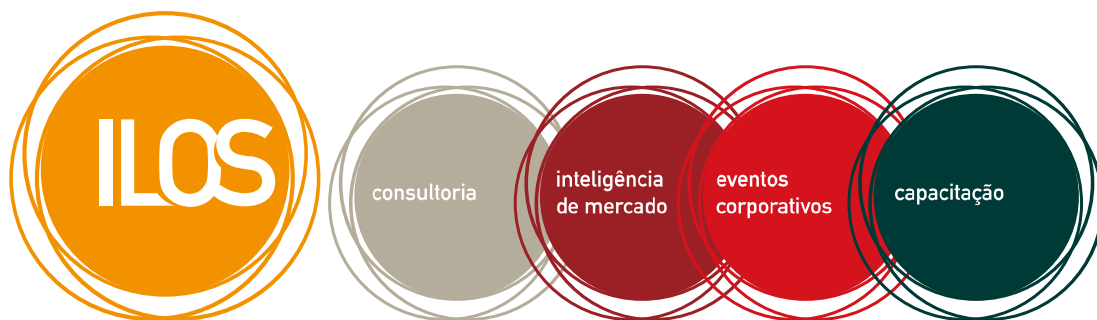 ILOS
consultoria
inteligência
de mercado
eventos
corporativos
capacitação